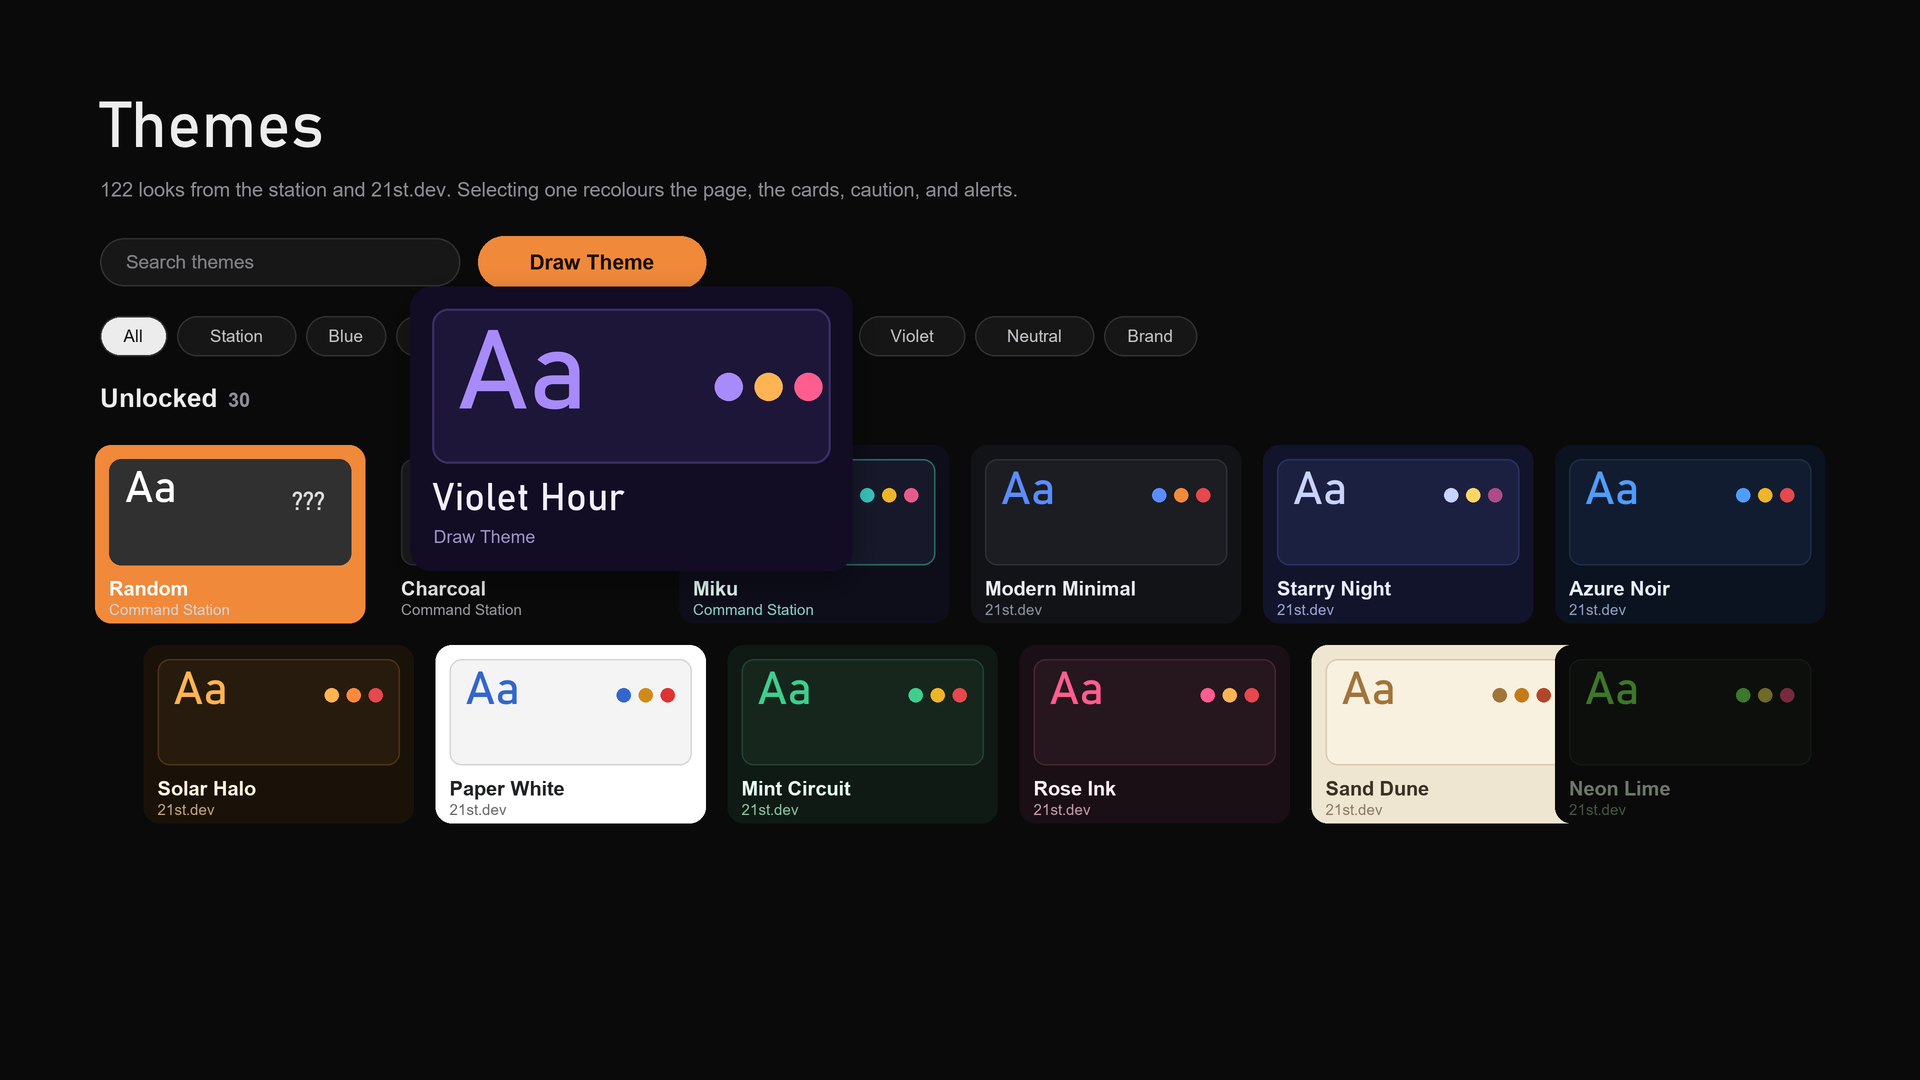 Themes
122 looks from the station and 21st.dev. Selecting one recolours the page, the cards, caution, and alerts.
Search themes
Draw Theme
All
Station
Blue
Violet
Neutral
Brand
Unlocked 30
Aa
Violet Hour
Draw Theme
Aa
???
Random
Command Station
Charcoal
Command Station
Miku
Command Station
Aa
Modern Minimal
21st.dev
Aa
Starry Night
21st.dev
Aa
Azure Noir
21st.dev
Aa
Solar Halo
21st.dev
Aa
Paper White
21st.dev
Aa
Mint Circuit
21st.dev
Aa
Rose Ink
21st.dev
Aa
Sand Dune
21st.dev
Aa
Neon Lime
21st.dev